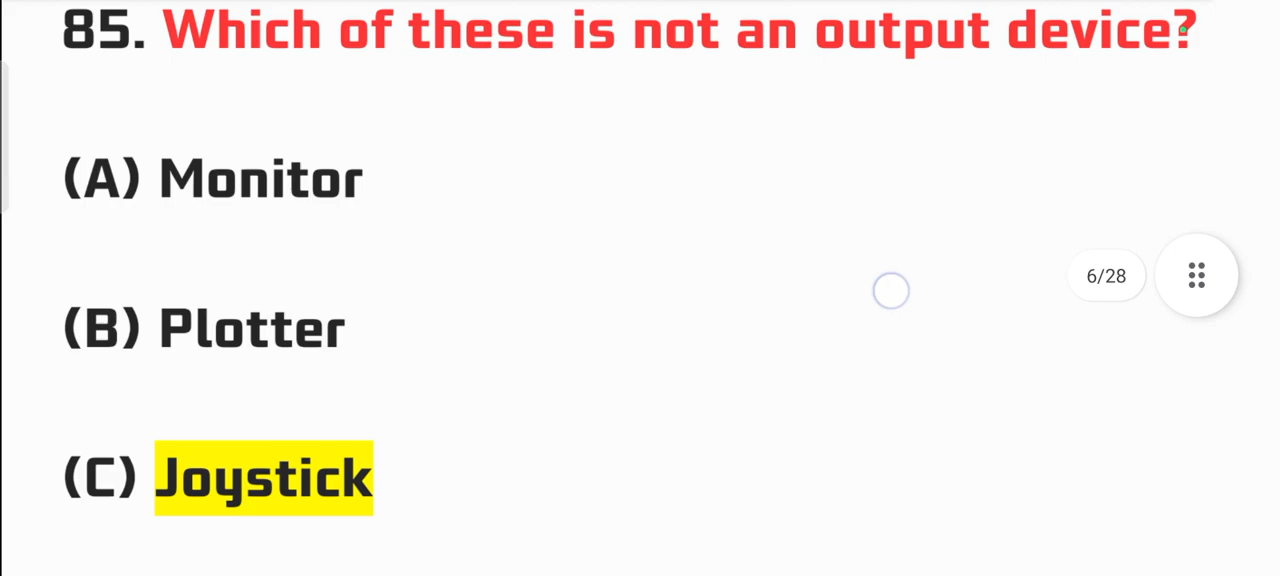 85. Which of these is not an output device?
(A) Monitor
6/28
(B) Plotter
(C) Joystick